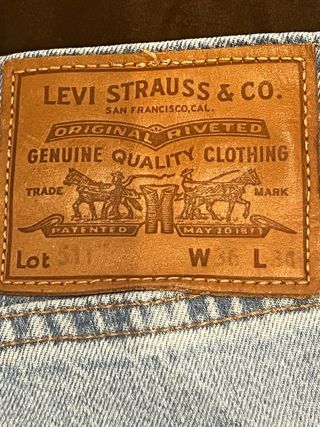 LEVI STRAUSS & CO.
SAN FRANCISCO, CAL.
ORIGINAL RIVETED
GENUINE QUALITY CLOTHING
TRADE MARK
PATENTED MAY 20 1873
Lot 511 W 36 L